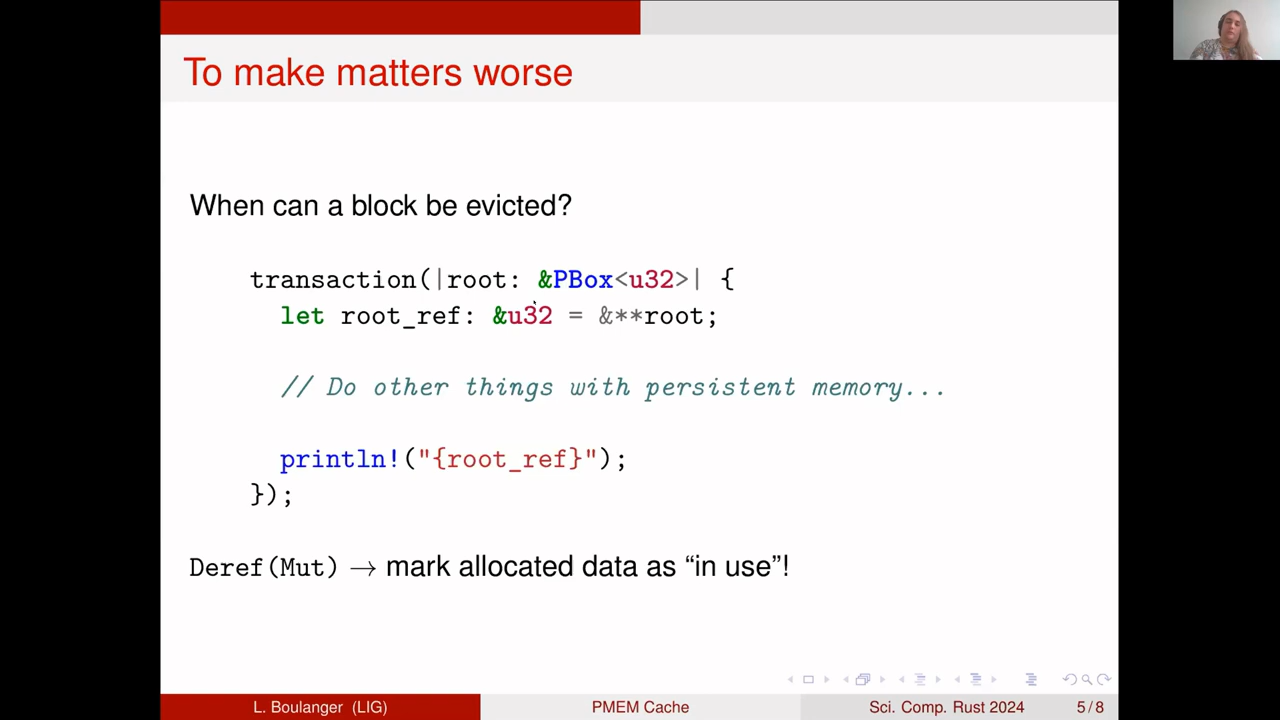 To make matters worse
When can a block be evicted?
transaction(|root: &PBox<u32>| {
let root_ref: &u32 = &**root;
// Do other things with persistent memory...
println!("{root_ref}");
});
Deref(Mut) → mark allocated data as “in use”!
L. Boulanger (LIG)
PMEM Cache
Sci. Comp. Rust 2024
5 / 8